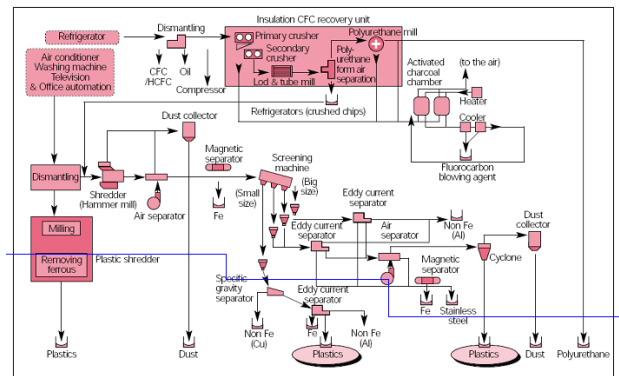 Insulation CFC recovery unit
Refrigerator
Dismantling
Primary crusher
Secondary
crusher
Polyurethane mill
Poly-
urethane
form air
separation
Lod & tube mill
CFC
/HCFC
Oil
Compressor
Air conditioner
Washing machine
Television
& Office automation
Activated
charcoal
chamber
(to the air)
Heater
Cooler
Fluorocarbon
blowing agent
Refrigerators (crushed chips)
Dust collector
Dismantling
Shredder
(Hammer mill)
Air separator
Magnetic
separator
Fe
Screening
machine
(Small
size)
(Big
size)
Eddy current
separator
Eddy current
separator
Air
separator
Non Fe
(Al)
Dust
collector
Cyclone
Magnetic
separator
Fe
Stainless
steel
Milling
Removing
ferrous
Plastic shredder
Specific
gravity
separator
Eddy current
separator
Non Fe
(Cu)
Fe
Non Fe
(Al)
Plastics
Dust
Plastics
Plastics
Dust
Polyurethane